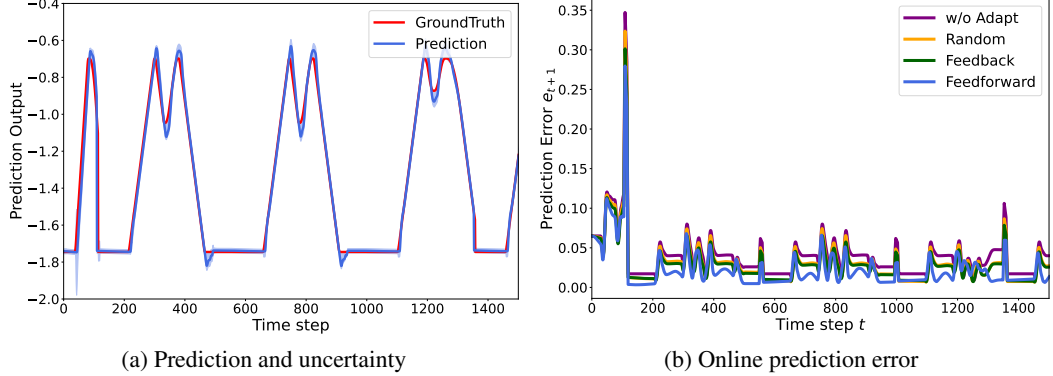 −0.4
−0.6
−0.8
−1.0
−1.2
−1.4
−1.6
−1.8
−2.0
Prediction Output
GroundTruth
Prediction
0 200 400 600 800 1000 1200 1400
Time step
(a) Prediction and uncertainty
0.35
0.30
0.25
0.20
0.15
0.10
0.05
0.00
Prediction Error e_{t+1}
w/o Adapt
Random
Feedback
Feedforward
0 200 400 600 800 1000 1200 1400
Time step t
(b) Online prediction error